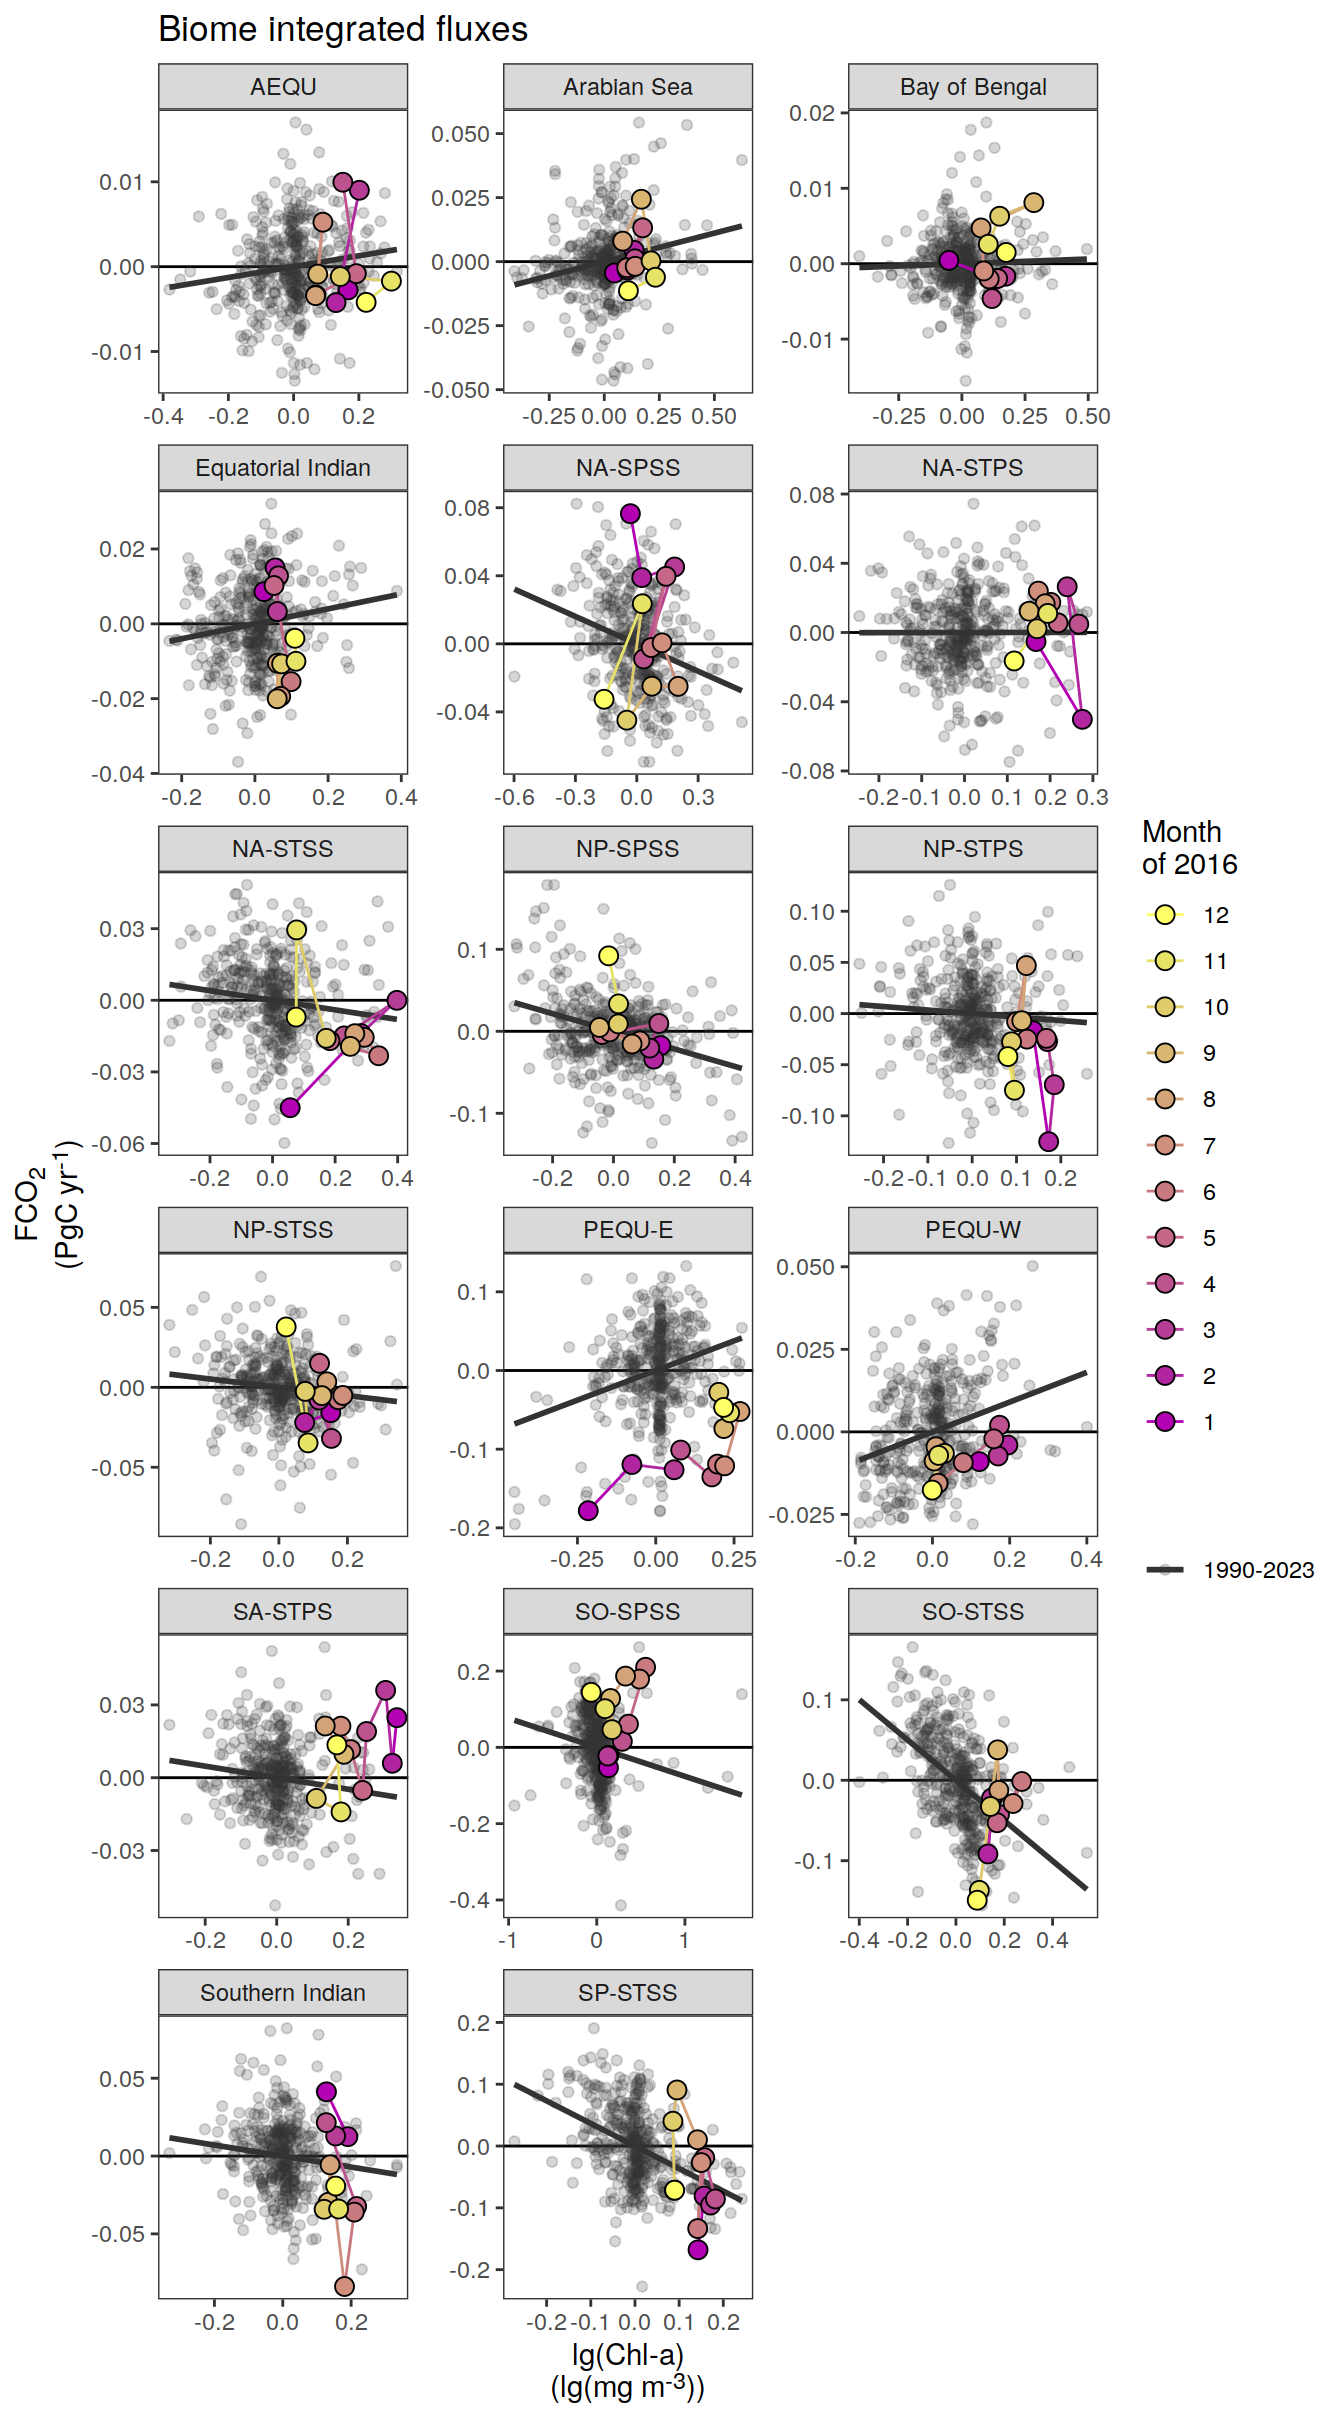 Biome integrated fluxes
AEQU
Arabian Sea
Bay of Bengal
0.01
0.00
-0.01
0.050
0.025
0.000
-0.025
-0.050
0.02
0.01
0.00
-0.01
-0.4 -0.2 0.0 0.2
-0.25 0.00 0.25 0.50
-0.25 0.00 0.25 0.50
Equatorial Indian
NA-SPSS
NA-STPS
0.02
0.00
-0.02
-0.04
0.08
0.04
0.00
-0.04
0.08
0.04
0.00
-0.04
-0.08
-0.2 0.0 0.2 0.4
-0.6 -0.3 0.0 0.3
-0.2 -0.1 0.0 0.1 0.2 0.3
NA-STSS
NP-SPSS
NP-STPS
0.03
0.00
-0.03
-0.06
0.1
0.0
-0.1
0.10
0.05
0.00
-0.05
-0.10
-0.2 0.0 0.2 0.4
-0.2 0.0 0.2 0.4
-0.2 -0.1 0.0 0.1 0.2
NP-STSS
PEQU-E
PEQU-W
0.05
0.00
-0.05
0.1
0.0
-0.1
-0.2
0.050
0.025
0.000
-0.025
-0.2 0.0 0.2
-0.25 0.00 0.25
-0.2 0.0 0.2 0.4
SA-STPS
SO-SPSS
SO-STSS
0.03
0.00
-0.03
0.2
0.0
-0.2
-0.4
0.1
0.0
-0.1
-0.2 0.0 0.2
-1 0 1
-0.4 -0.2 0.0 0.2 0.4
Southern Indian
SP-STSS
0.05
0.00
-0.05
0.2
0.1
0.0
-0.1
-0.2
-0.2 0.0 0.2
-0.2 -0.1 0.0 0.1 0.2
FCO₂
(PgC yr⁻¹)
lg(Chl-a)
(lg(mg m⁻³))
Month
of 2016
12
11
10
9
8
7
6
5
4
3
2
1
1990-2023